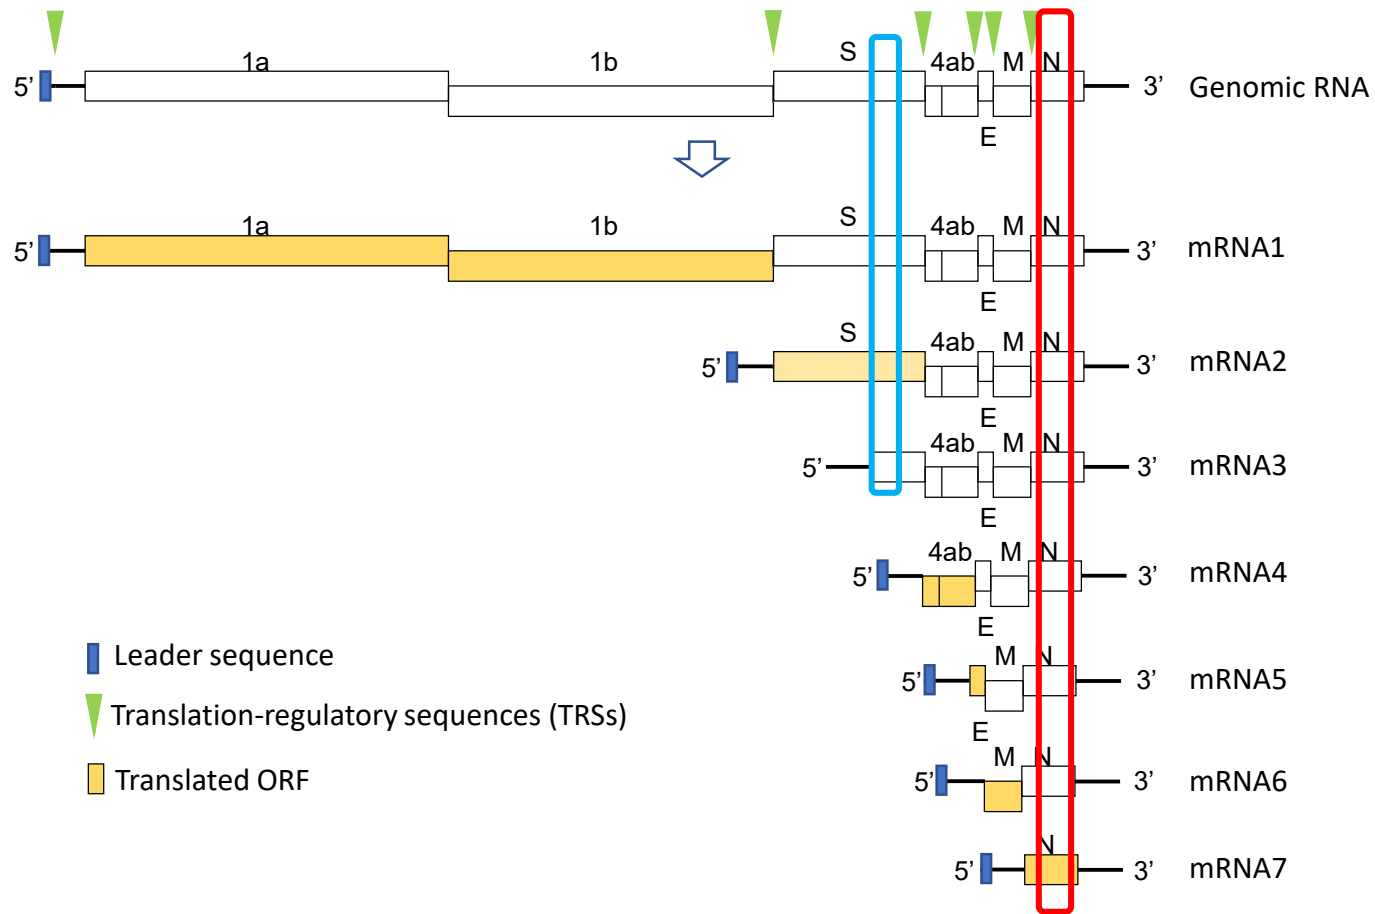 1a 1b S 4ab M N
5’ 3’ Genomic RNA
E
1a 1b S 4ab M N
5’ 3’ mRNA1
E
S 4ab M N
5’ 3’ mRNA2
E
4ab M N
5’ 3’ mRNA3
E
4ab M N
5’ 3’ mRNA4
E
Leader sequence
M N
5’ 3’ mRNA5
E
Translation-regulatory sequences (TRSs)
M N
5’ 3’ mRNA6
Translated ORF
N
5’ 3’ mRNA7